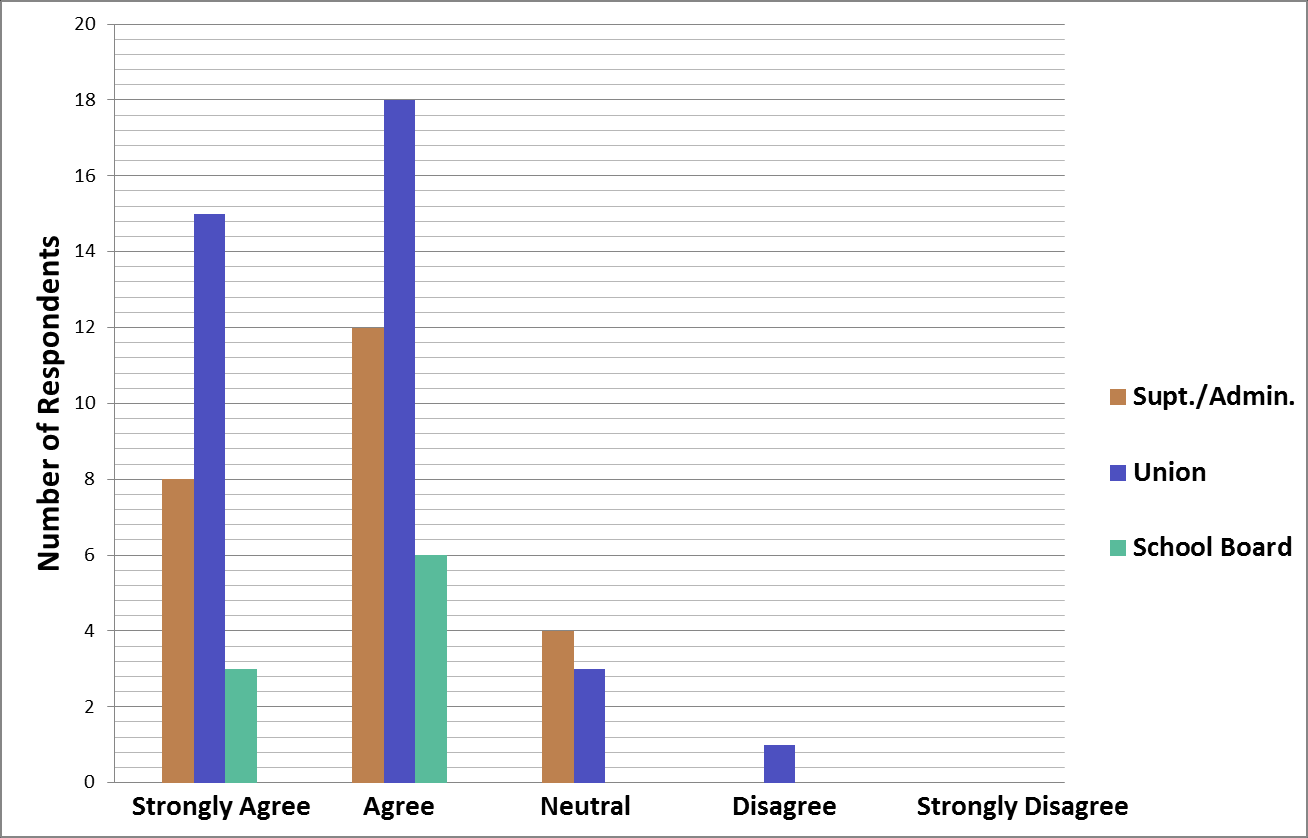 20
18
16
14
12
10
8
6
4
2
0
Number of Respondents
Strongly Agree
Agree
Neutral
Disagree
Strongly Disagree
Supt./Admin.
Union
School Board